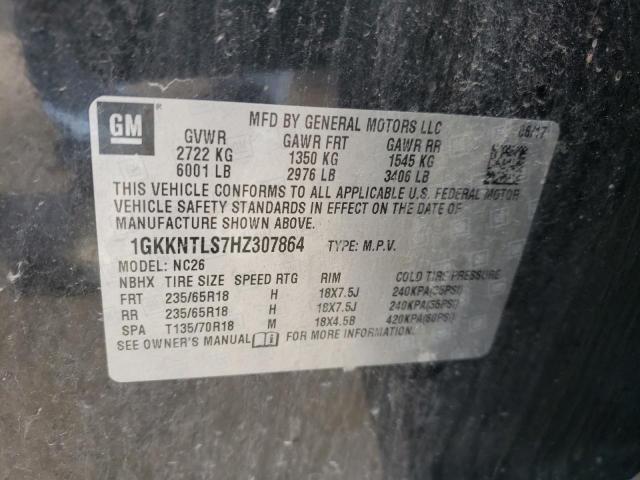 GM
MFD BY GENERAL MOTORS LLC 06/17
GVWR GAWR FRT GAWR RR
2722 KG 1350 KG 1545 KG
6001 LB 2976 LB 3406 LB
THIS VEHICLE CONFORMS TO ALL APPLICABLE U.S. FEDERAL MOTOR
VEHICLE SAFETY STANDARDS IN EFFECT ON THE DATE OF
MANUFACTURE SHOWN ABOVE.
1GKKNTLS7HZ307864 TYPE: M.P.V.
MODEL: NC26
NBHX TIRE SIZE SPEED RTG RIM COLD TIRE PRESSURE
FRT 235/65R18 H 18X7.5J 240KPA(35PSI)
RR 235/65R18 H 18X7.5J 240KPA(35PSI)
SPA T135/70R18 M 18X4.5B 420KPA(60PSI)
SEE OWNER'S MANUAL FOR MORE INFORMATION.